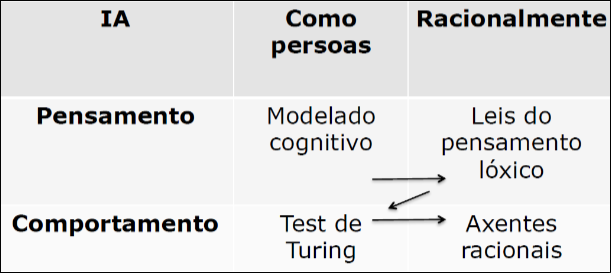 IA
Como
persoas
Racionalmente
Pensamento
Modelado
cognitivo
Leis do
pensamento
lóxico
Comportamento
Test de
Turing
Axentes
racionais